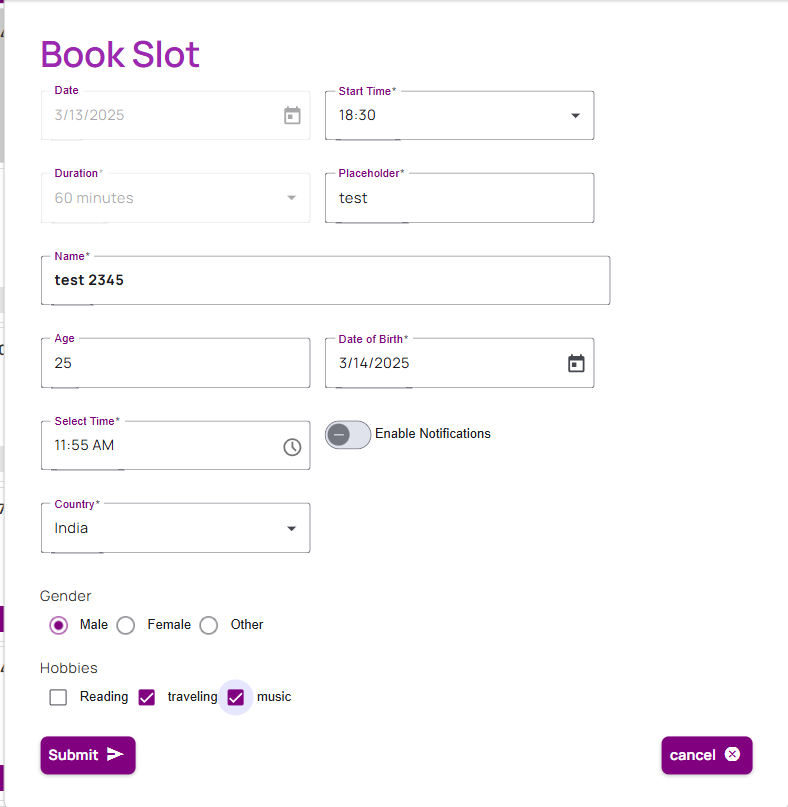 Book Slot
Date
3/13/2025
Start Time*
18:30
Duration*
60 minutes
Placeholder*
test
Name*
test 2345
Age
25
Date of Birth*
3/14/2025
Select Time*
11:55 AM
Enable Notifications
Country*
India
Gender
Male Female Other
Hobbies
Reading traveling music
Submit
cancel